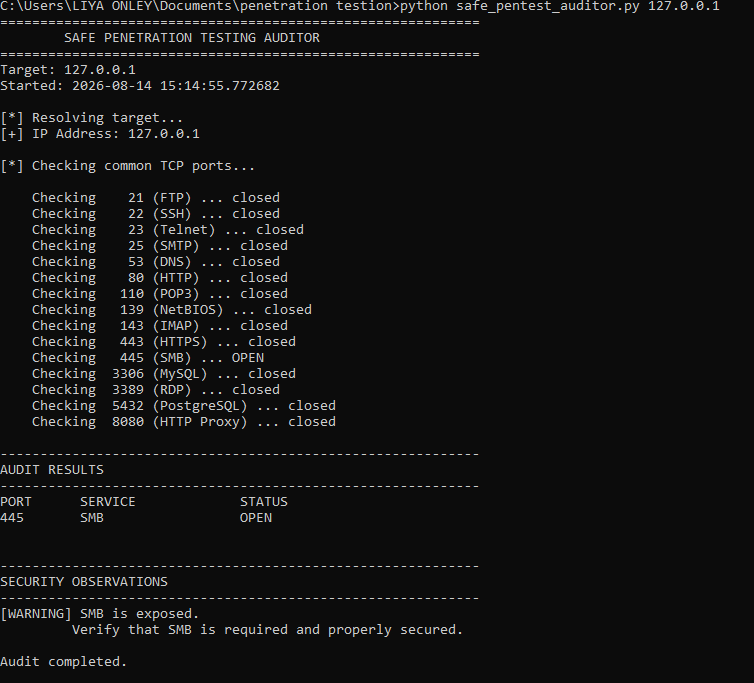 C:\Users\LIYA ONLEY\Documents\penetration testion>python safe_pentest_auditor.py 127.0.0.1
============================================================
        SAFE PENETRATION TESTING AUDITOR
============================================================
Target: 127.0.0.1
Started: 2026-08-14 15:14:55.772682

[*] Resolving target...
[+] IP Address: 127.0.0.1

[*] Checking common TCP ports...

    Checking    21 (FTP) ... closed
    Checking    22 (SSH) ... closed
    Checking    23 (Telnet) ... closed
    Checking    25 (SMTP) ... closed
    Checking    53 (DNS) ... closed
    Checking    80 (HTTP) ... closed
    Checking   110 (POP3) ... closed
    Checking   139 (NetBIOS) ... closed
    Checking   143 (IMAP) ... closed
    Checking   443 (HTTPS) ... closed
    Checking   445 (SMB) ... OPEN
    Checking  3306 (MySQL) ... closed
    Checking  3389 (RDP) ... closed
    Checking  5432 (PostgreSQL) ... closed
    Checking  8080 (HTTP Proxy) ... closed

------------------------------------------------------------
AUDIT RESULTS
------------------------------------------------------------
PORT      SERVICE             STATUS
445       SMB                 OPEN


------------------------------------------------------------
SECURITY OBSERVATIONS
------------------------------------------------------------
[WARNING] SMB is exposed.
         Verify that SMB is required and properly secured.

Audit completed.